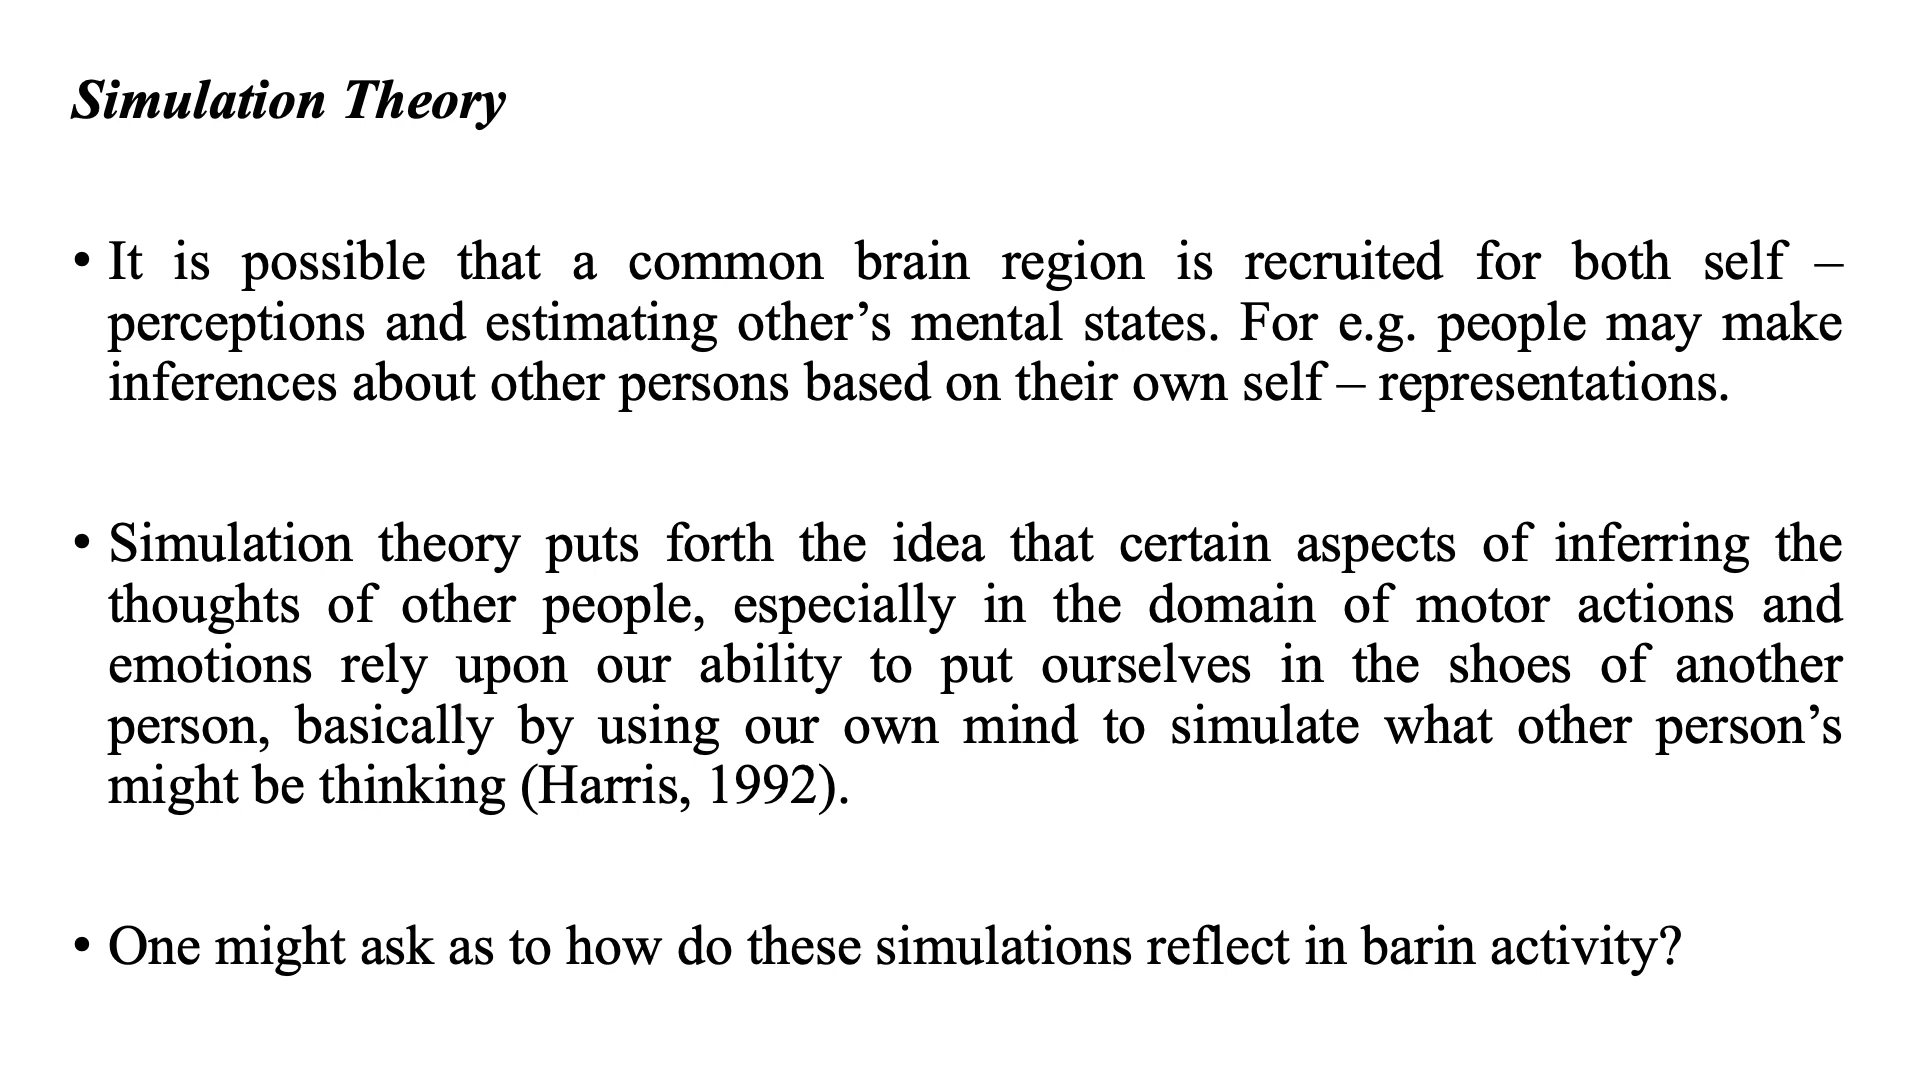 Simulation Theory
• It is possible that a common brain region is recruited for both self –
perceptions and estimating other’s mental states. For e.g. people may make
inferences about other persons based on their own self – representations.
• Simulation theory puts forth the idea that certain aspects of inferring the
thoughts of other people, especially in the domain of motor actions and
emotions rely upon our ability to put ourselves in the shoes of another
person, basically by using our own mind to simulate what other person’s
might be thinking (Harris, 1992).
• One might ask as to how do these simulations reflect in barin activity?